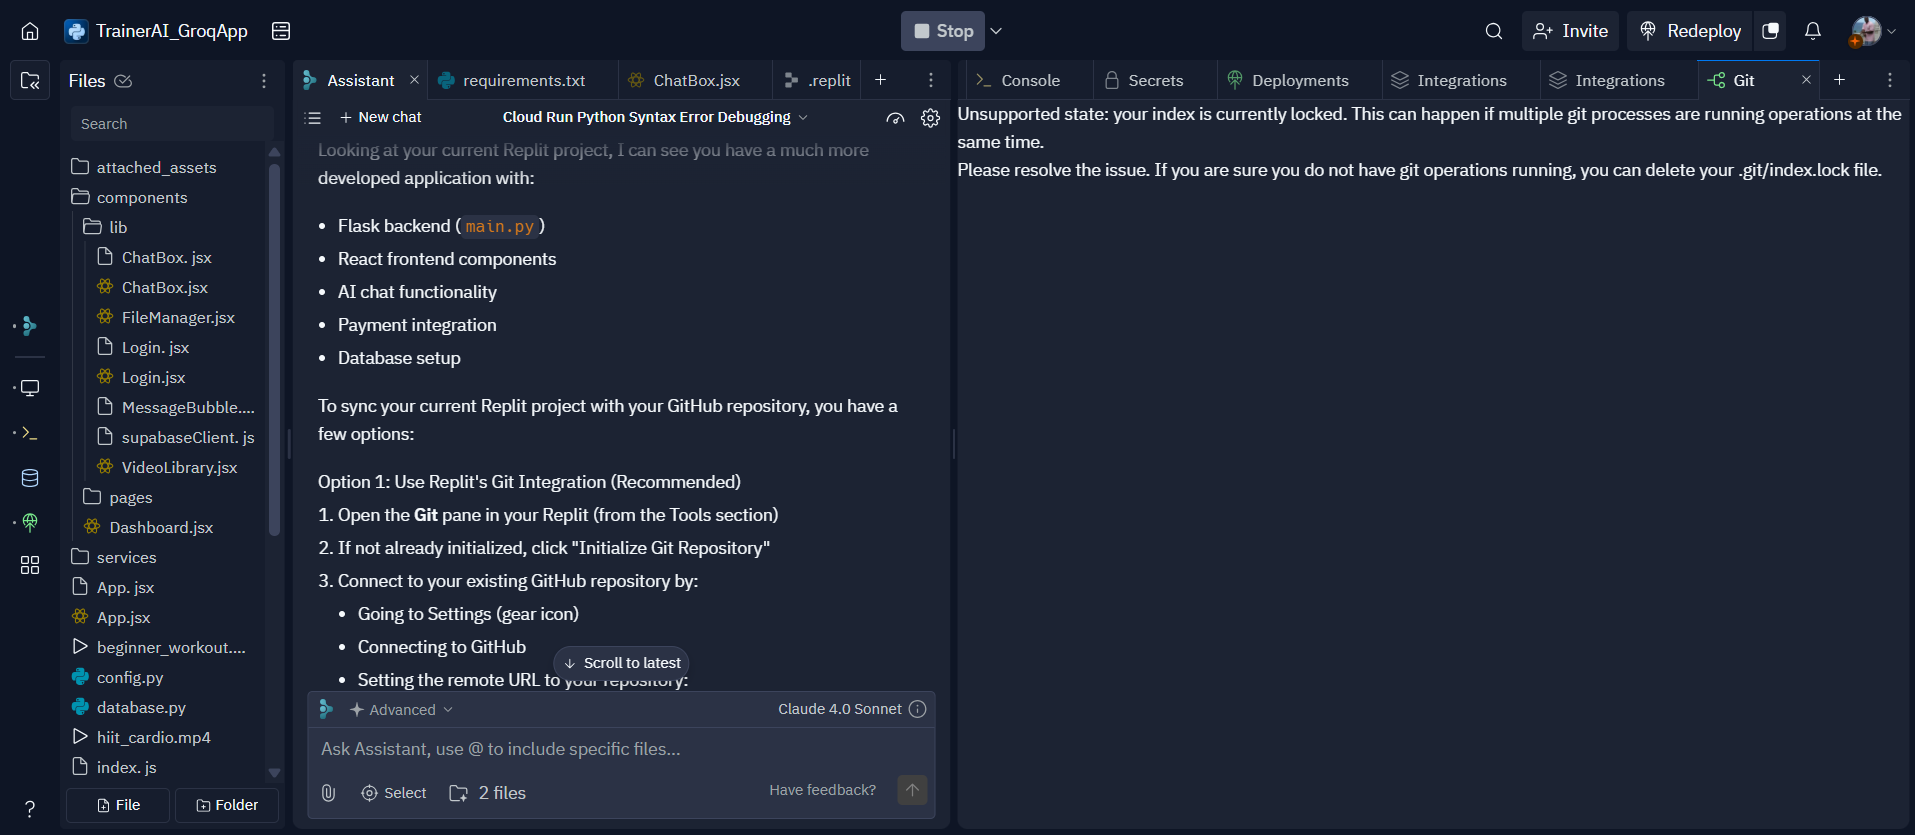 TrainerAI_GroqApp
Stop
Invite
Redeploy
Files
Assistant
requirements.txt
ChatBox.jsx
.replit
Console
Secrets
Deployments
Integrations
Integrations
Git
Search
New chat
Cloud Run Python Syntax Error Debugging
Unsupported state: your index is currently locked. This can happen if multiple git processes are running operations at the
same time.
Please resolve the issue. If you are sure you do not have git operations running, you can delete your .git/index.lock file.
attached_assets
components
lib
ChatBox. jsx
ChatBox.jsx
FileManager.jsx
Login. jsx
Login.jsx
MessageBubble....
supabaseClient. js
VideoLibrary.jsx
pages
Dashboard.jsx
services
App. jsx
App.jsx
beginner_workout....
config.py
database.py
hiit_cardio.mp4
index. js
File
Folder
Looking at your current Replit project, I can see you have a much more
developed application with:
• Flask backend (main.py)
• React frontend components
• AI chat functionality
• Payment integration
• Database setup
To sync your current Replit project with your GitHub repository, you have a
few options:
Option 1: Use Replit's Git Integration (Recommended)
1. Open the Git pane in your Replit (from the Tools section)
2. If not already initialized, click "Initialize Git Repository"
3. Connect to your existing GitHub repository by:
• Going to Settings (gear icon)
• Connecting to GitHub
Scroll to latest
• Setting the remote URL to your repository:
Advanced
Claude 4.0 Sonnet
Ask Assistant, use @ to include specific files...
Select
2 files
Have feedback?